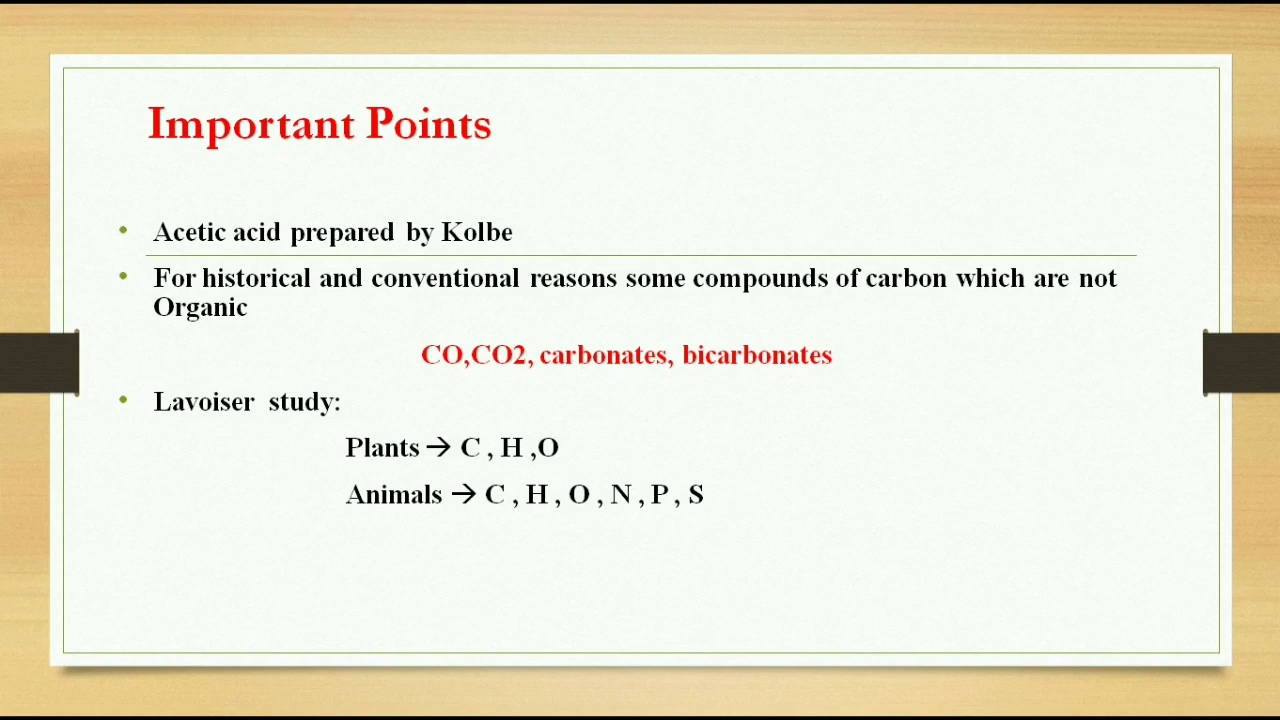 Important Points
• Acetic acid prepared by Kolbe
• For historical and conventional reasons some compounds of carbon which are not
Organic
CO,CO2, carbonates, bicarbonates
• Lavoiser study:
Plants → C , H ,O
Animals → C , H , O , N , P , S